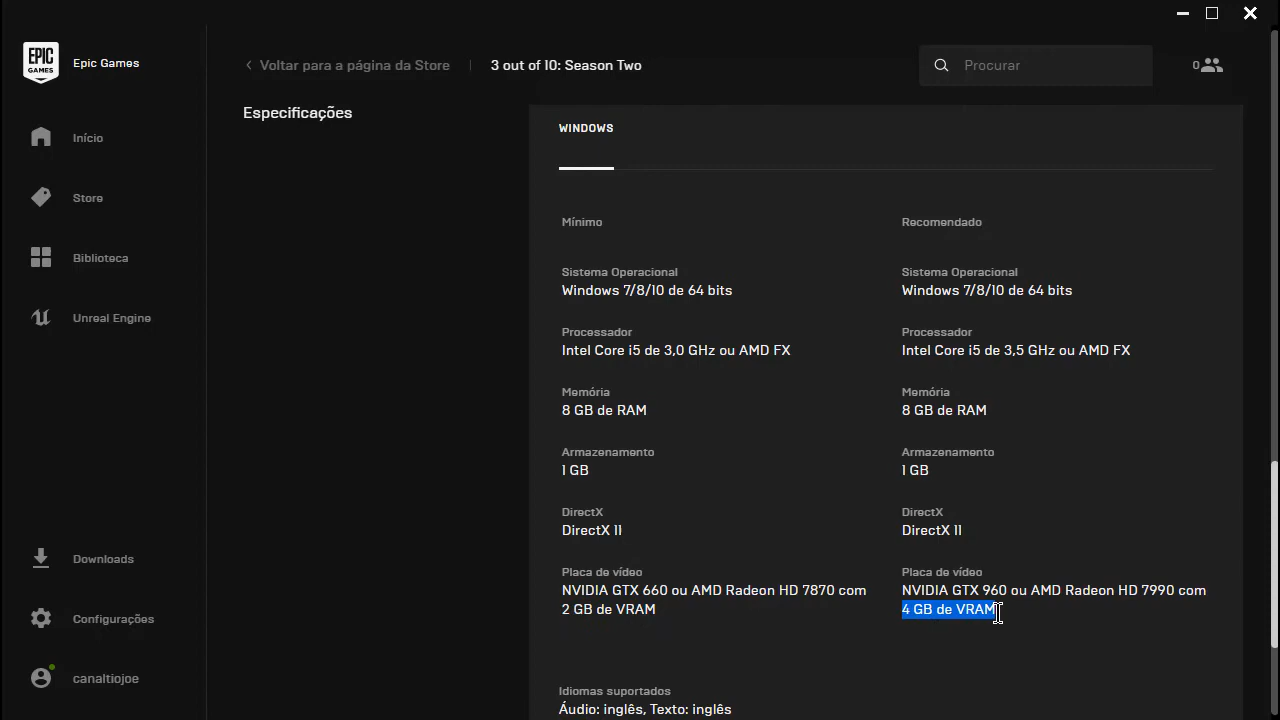 EPIC
GAMES
Epic Games
Voltar para a página da Store
3 out of 10: Season Two
Procurar
0
Início
Store
Biblioteca
Unreal Engine
Downloads
Configurações
canaltiojoe
Especificações
WINDOWS
Mínimo
Recomendado
Sistema Operacional
Windows 7/8/10 de 64 bits
Sistema Operacional
Windows 7/8/10 de 64 bits
Processador
Intel Core i5 de 3,0 GHz ou AMD FX
Processador
Intel Core i5 de 3,5 GHz ou AMD FX
Memória
8 GB de RAM
Memória
8 GB de RAM
Armazenamento
1 GB
Armazenamento
1 GB
DirectX
DirectX 11
DirectX
DirectX 11
Placa de vídeo
NVIDIA GTX 660 ou AMD Radeon HD 7870 com
2 GB de VRAM
Placa de vídeo
NVIDIA GTX 960 ou AMD Radeon HD 7990 com
4 GB de VRAM
Idiomas suportados
Áudio: inglês, Texto: inglês